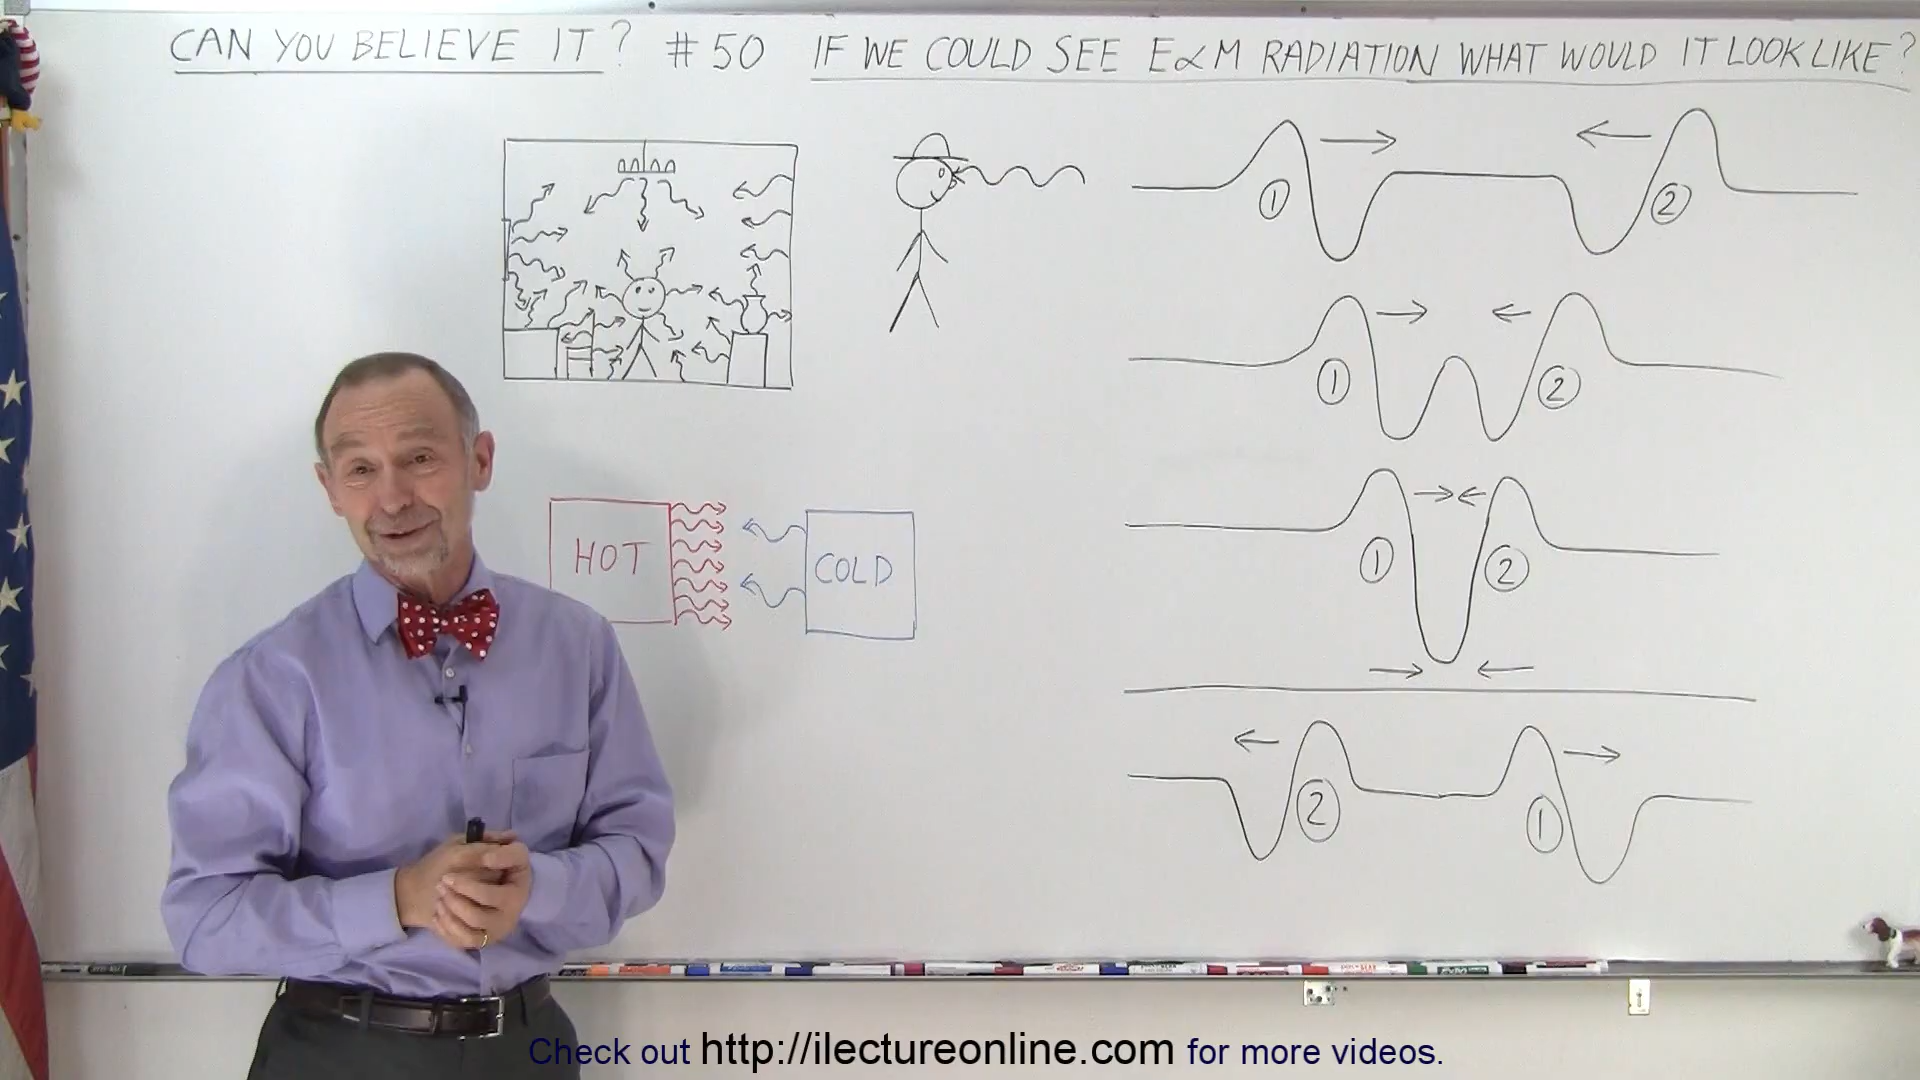 CAN YOU BELIEVE IT? #50 IF WE COULD SEE E&M RADIATION WHAT WOULD IT LOOK LIKE?
① ②
① ②
HOT COLD
① ②
② ①
Check out http://ilectureonline.com for more videos.